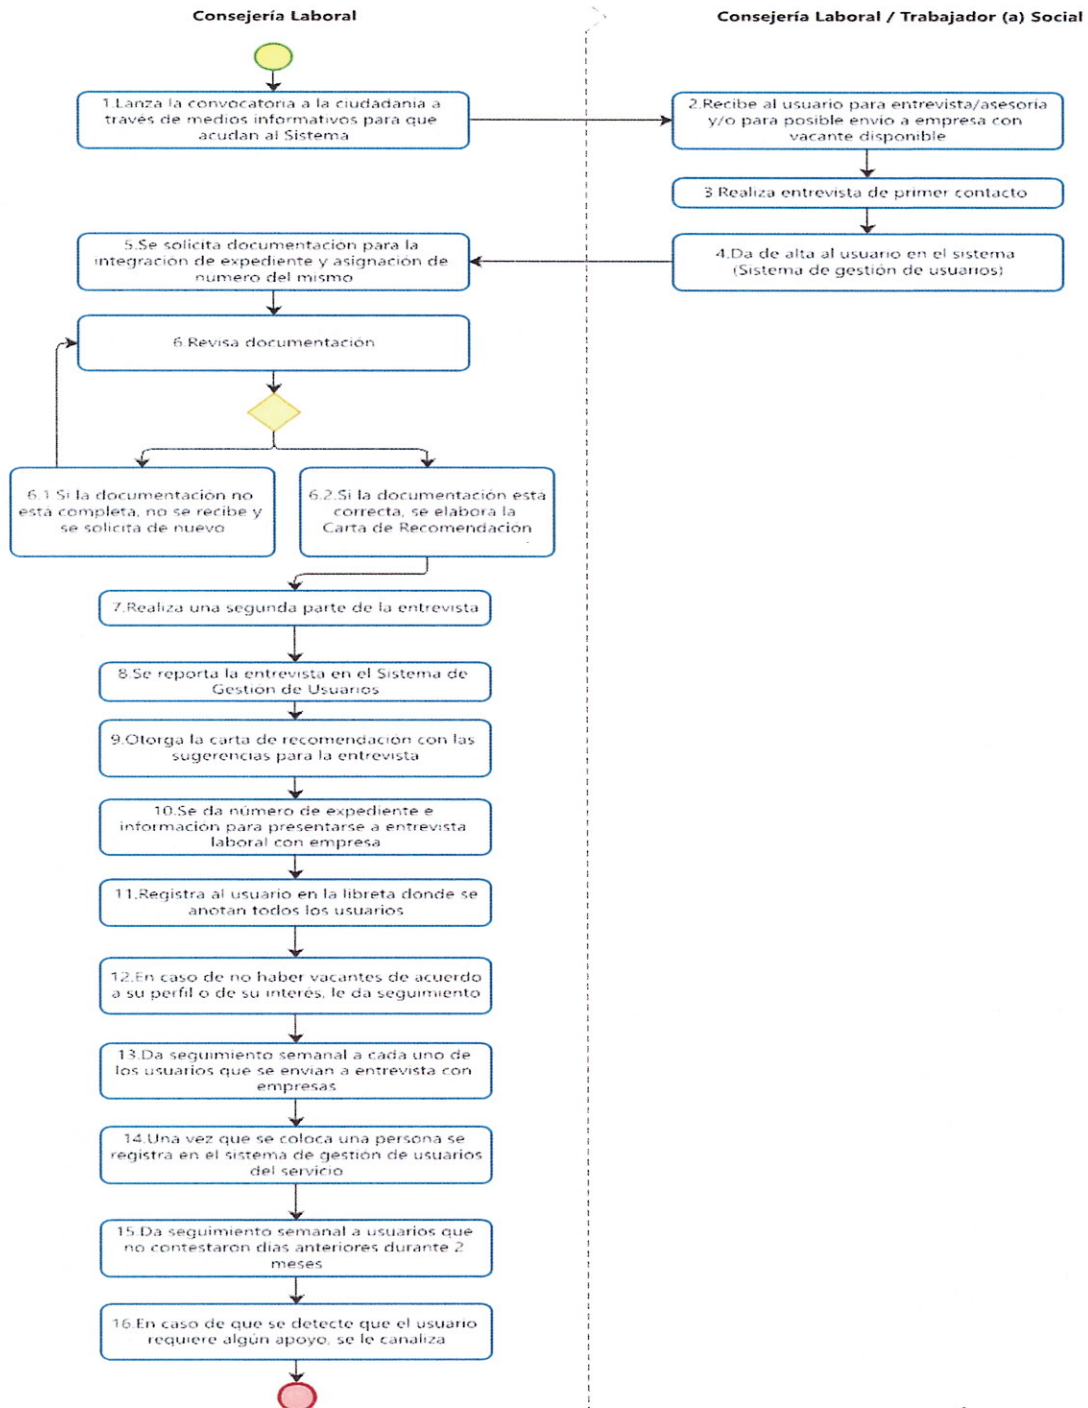 Consejería Laboral
Consejería Laboral / Trabajador (a) Social
1.Lanza la convocatoria a la ciudadanía a
través de medios informativos para que
acudan al Sistema
2.Recibe al usuario para entrevista/asesoría
y/o para posible envío a empresa con
vacante disponible
3.Realiza entrevista de primer contacto
4.Da de alta al usuario en el sistema
(Sistema de gestión de usuarios)
5.Se solicita documentación para la
integración de expediente y asignación de
número del mismo
6.Revisa documentación
6.1.Si la documentación no
está completa, no se recibe y
se solicita de nuevo
6.2.Si la documentación está
correcta, se elabora la
Carta de Recomendación
7.Realiza una segunda parte de la entrevista
8.Se reporta la entrevista en el Sistema de
Gestión de Usuarios
9.Otorga la carta de recomendación con las
sugerencias para la entrevista
10.Se da número de expediente e
información para presentarse a entrevista
laboral con empresa
11.Registra al usuario en la libreta donde se
anotan todos los usuarios
12.En caso de no haber vacantes de acuerdo
a su perfil o de su interés, le da seguimiento
13.Da seguimiento semanal a cada uno de
los usuarios que se envían a entrevista con
empresas
14.Una vez que se coloca una persona se
registra en el sistema de gestión de usuarios
del servicio
15.Da seguimiento semanal a usuarios que
no contestaron días anteriores durante 2
meses
16.En caso de que se detecte que el usuario
requiere algún apoyo, se le canaliza